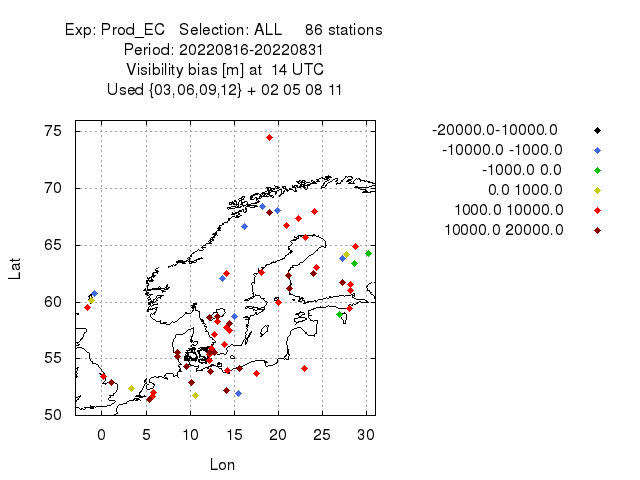 Exp: Prod_EC Selection: ALL 86 stations
Period: 20220816-20220831
Visibility bias [m] at 14 UTC
Used {03,06,09,12} + 02 05 08 11
75
70
65
60
55
50
Lat
0 5 10 15 20 25 30
Lon
-20000.0-10000.0
-10000.0 -1000.0
-1000.0 0.0
0.0 1000.0
1000.0 10000.0
10000.0 20000.0